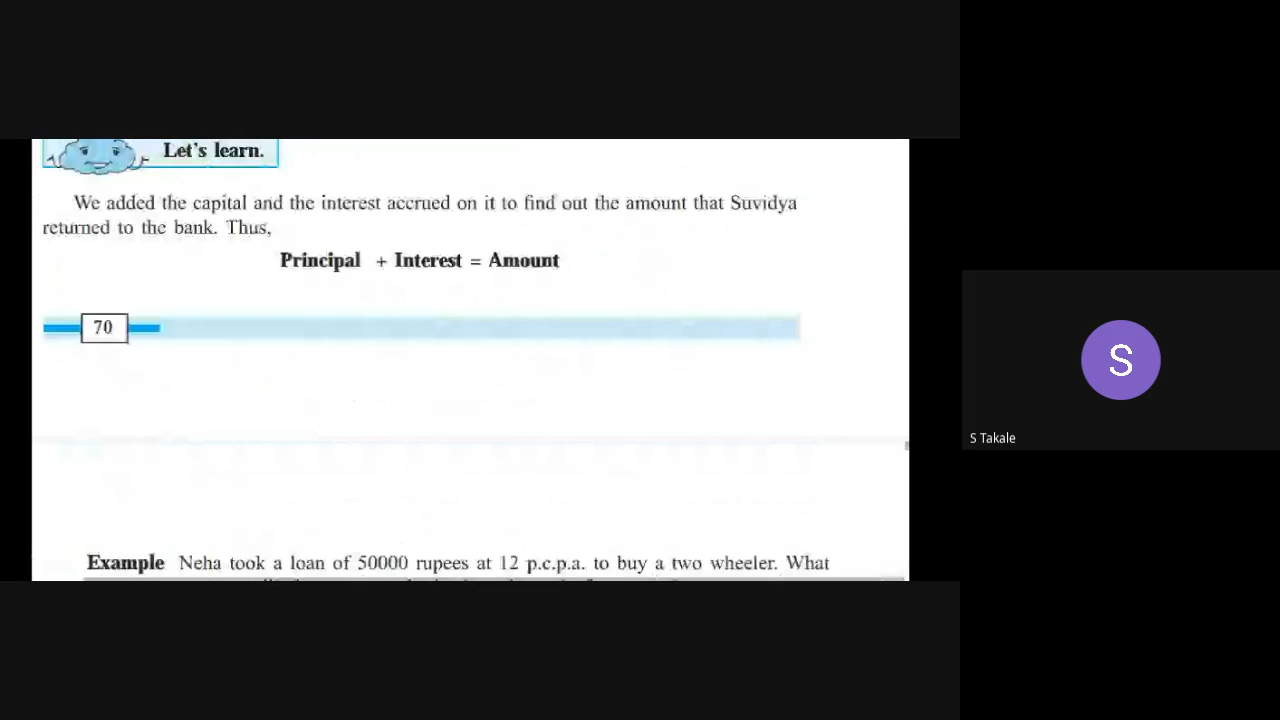 Let's learn.
We added the capital and the interest accrued on it to find out the amount that Suvidya
returned to the bank. Thus,
Principal + Interest = Amount
70
S
S Takale
Example Neha took a loan of 50000 rupees at 12 p.c.p.a. to buy a two wheeler. What